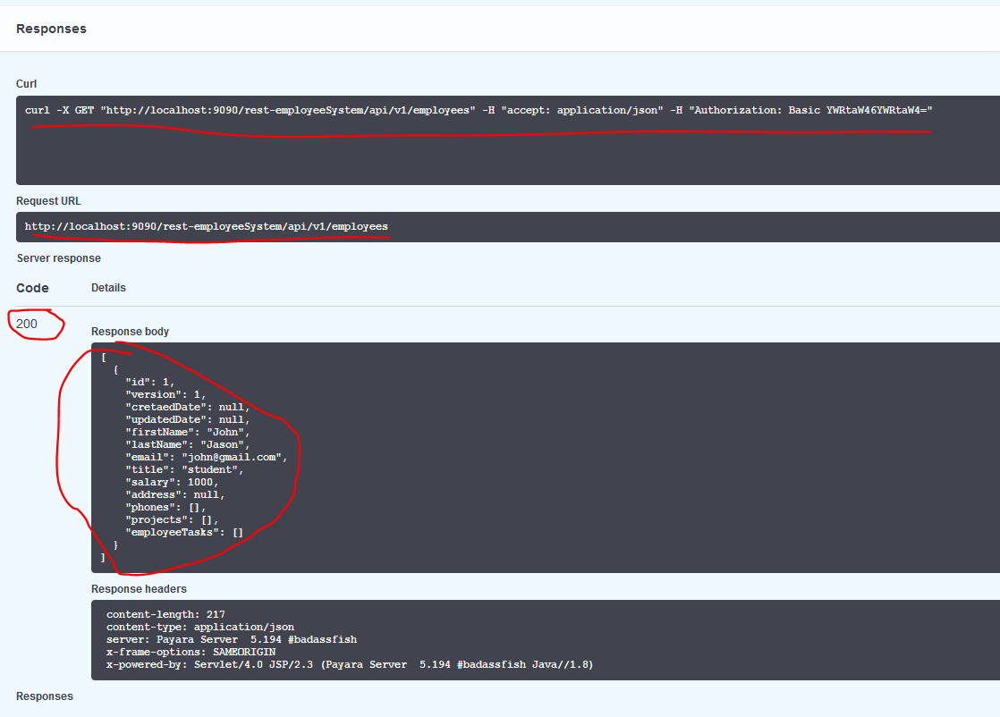 Responses
Curl
curl -X GET "http://localhost:9090/rest-employeeSystem/api/v1/employees" -H "accept: application/json" -H "Authorization: Basic YWRtaW46YWRtaW4="
Request URL
http://localhost:9090/rest-employeeSystem/api/v1/employees
Server response
Code Details
200
Response body
[
{
"id": 1,
"version": 1,
"cretaedDate": null,
"updatedDate": null,
"firstName": "John",
"lastName": "Jason",
"email": "john@gmail.com",
"title": "student",
"salary": 1000,
"address": null,
"phones": [],
"projects": [],
"employeeTasks": []
}
]
Response headers
content-length: 217
content-type: application/json
server: Payara Server  5.194 #badassfish
x-frame-options: SAMEORIGIN
x-powered-by: Servlet/4.0 JSP/2.3 (Payara Server  5.194 #badassfish Java//1.8)
Responses